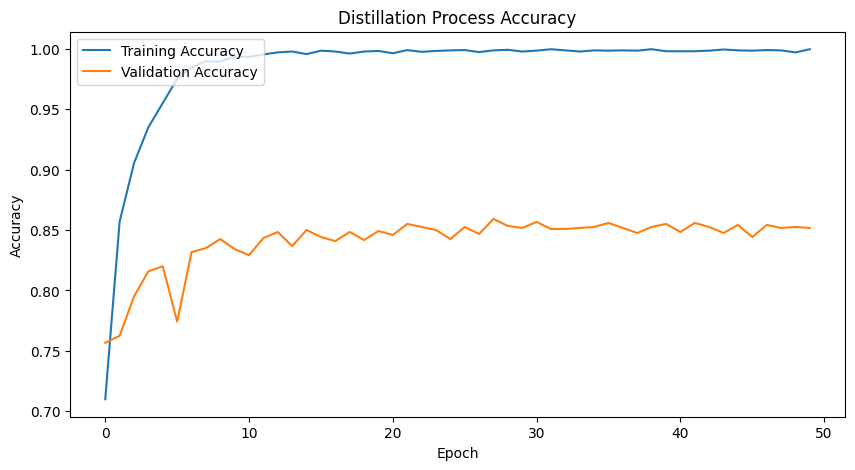 Distillation Process Accuracy
Training Accuracy
Validation Accuracy
1.00
0.95
0.90
0.85
0.80
0.75
0.70
Accuracy
0 10 20 30 40 50
Epoch